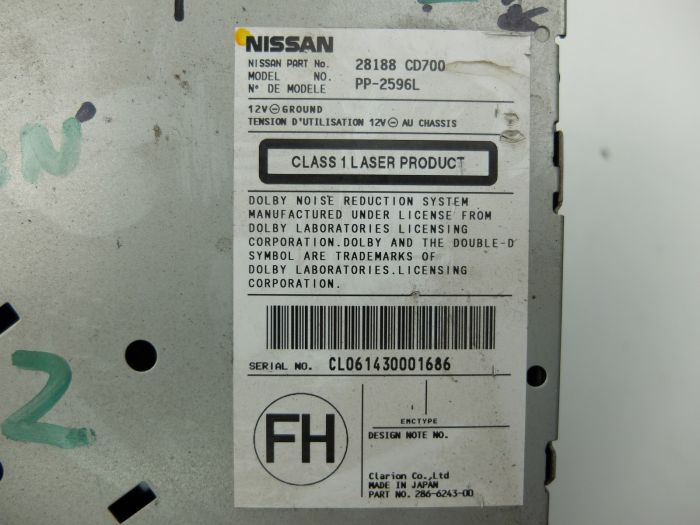 NISSAN
NISSAN PART No. 28188 CD700
MODEL NO. PP-2596L
N° DE MODELE
12V⊖GROUND
TENSION D'UTILISATION 12V⊖ AU CHASSIS
CLASS 1 LASER PRODUCT
DOLBY NOISE REDUCTION SYSTEM
MANUFACTURED UNDER LICENSE FROM
DOLBY LABORATORIES LICENSING
CORPORATION.DOLBY AND THE DOUBLE-D
SYMBOL ARE TRADEMARKS OF
DOLBY LABORATORIES.LICENSING
CORPORATION.
SERIAL NO. CL061430001686
FH
EMCTYPE
DESIGN NOTE NO.
Clarion Co.,Ltd
MADE IN JAPAN
PART NO. 286-6243-00
2